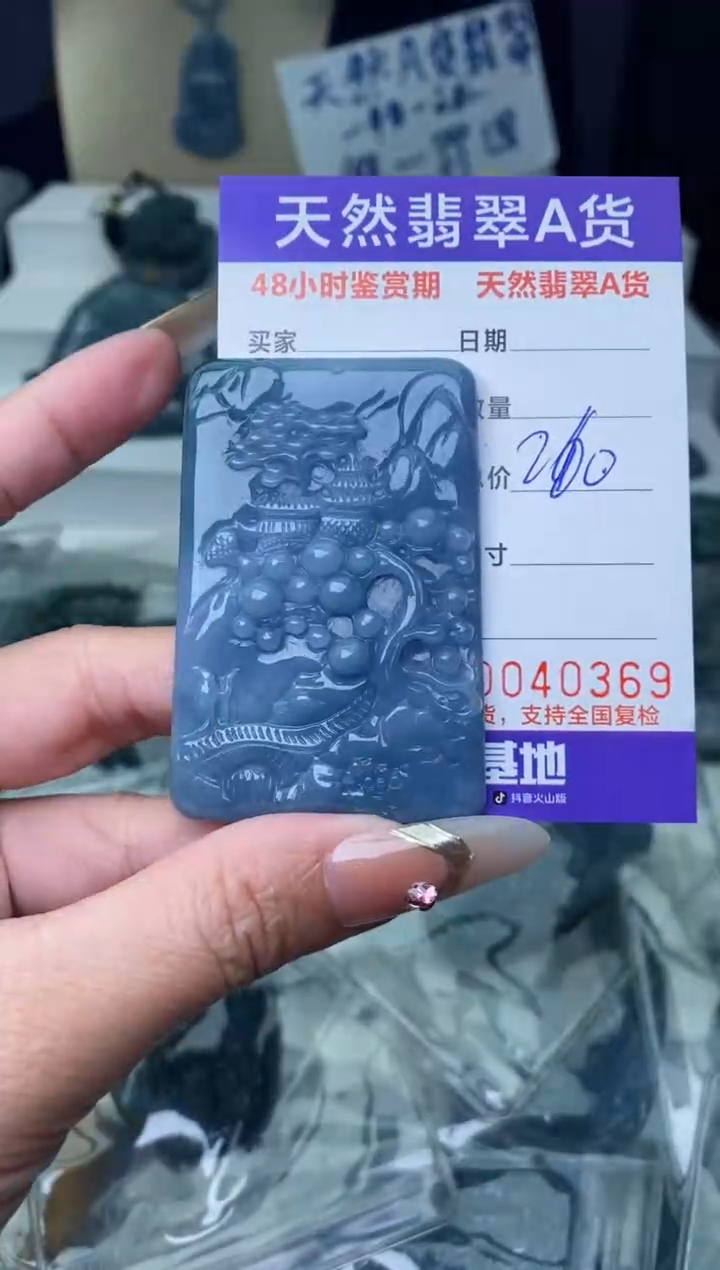 天然翡翠A货
48小时鉴赏期 天然翡翠A货
买家 日期
量
价 260
寸
0040369
货，支持全国复检
基地
抖音火山版